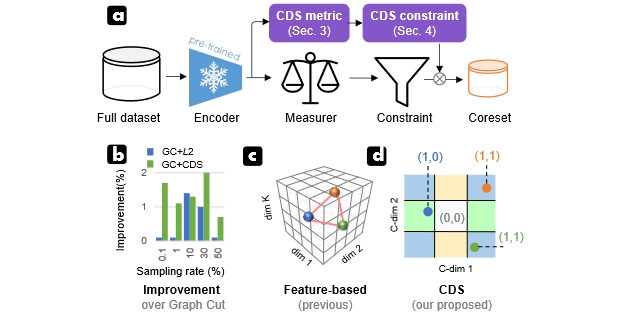 a
CDS metric
(Sec. 3)
CDS constraint
(Sec. 4)
pre-trained
Full dataset
Encoder
Measurer
Constraint
Coreset
b
GC+L2
GC+CDS
Improvement(%)
2
1
0
0.1
1
10
30
50
Sampling rate (%)
Improvement
over Graph Cut
c
dim K
dim 1
dim 2
Feature-based
(previous)
d
(1,0)
(1,1)
(0,0)
(1,1)
C-dim 2
C-dim 1
CDS
(our proposed)